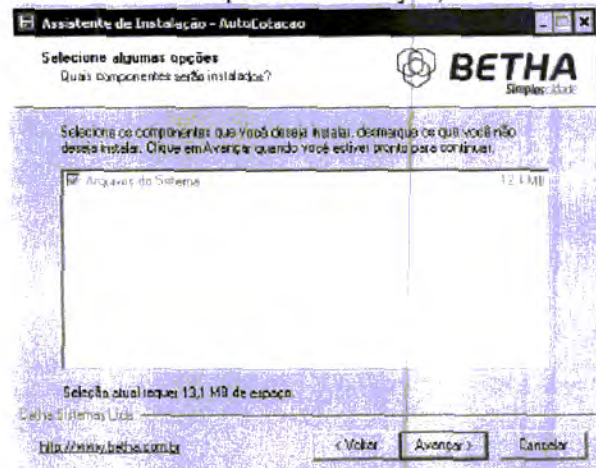 Assistente de Instalação - AutoCotacao
Selecione algumas opções
Quais componentes serão instalados?
BETHA
Simplicidade
Selecione os componentes que você deseja instalar, desmarque os que você não
deseja instalar. Clique em Avançar quando você estiver pronto para continuar.
Arquivos do Sistema
Seleção atual requer 13,1 MB de espaço.
Betha Sistemas Ltda
http://www.betha.com.br
< Voltar
Avançar >
Cancelar